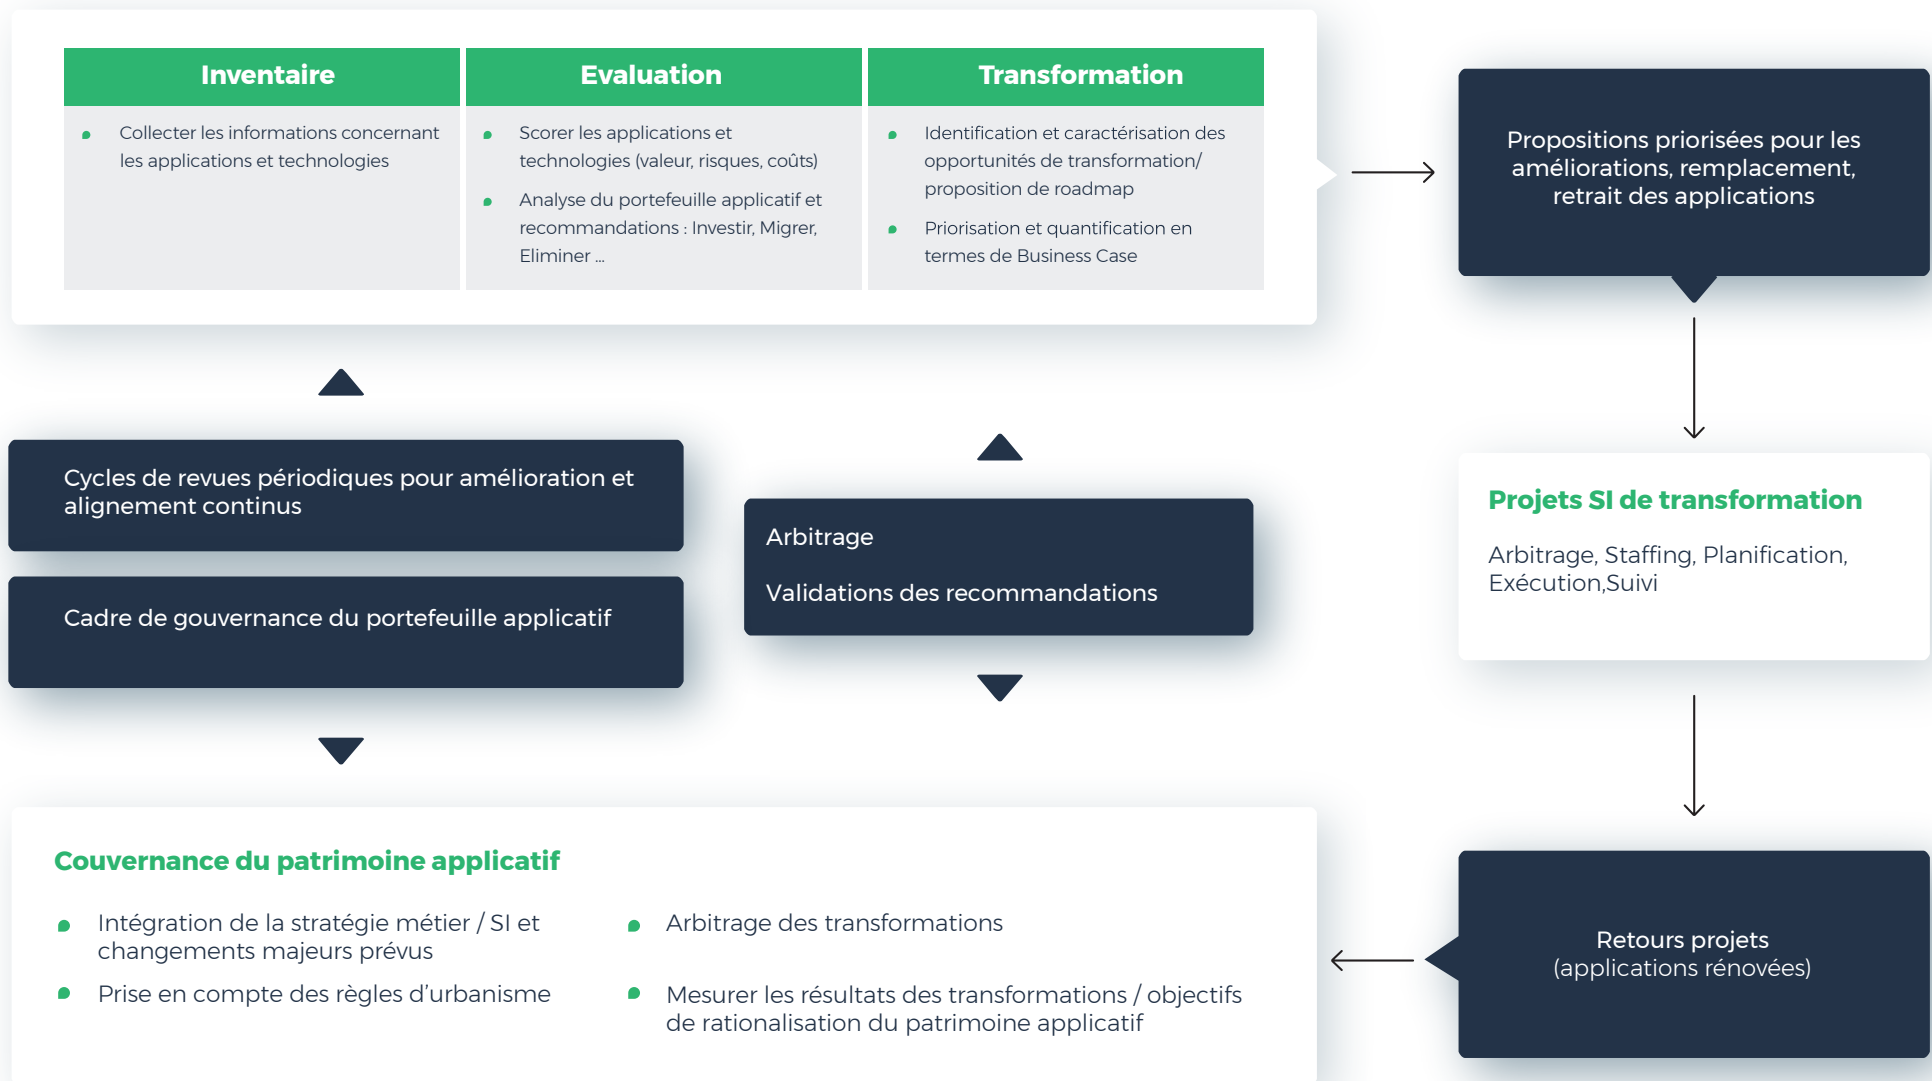 Inventaire
Collecter les informations concernant
les applications et technologies
Evaluation
Scorer les applications et
technologies (valeur, risques, coûts)
Analyse du portefeuille applicatif et
recommandations : Investir, Migrer,
Eliminer ...
Transformation
Identification et caractérisation des
opportunités de transformation/
proposition de roadmap
Priorisation et quantification en
termes de Business Case
Propositions priorisées pour les
améliorations, remplacement,
retrait des applications
Cycles de revues périodiques pour amélioration et
alignement continus
Cadre de gouvernance du portefeuille applicatif
Arbitrage
Validations des recommandations
Projets SI de transformation
Arbitrage, Staffing, Planification,
Exécution,Suivi
Couvernance du patrimoine applicatif
Intégration de la stratégie métier / SI et
changements majeurs prévus
Prise en compte des règles d'urbanisme
Arbitrage des transformations
Mesurer les résultats des transformations / objectifs
de rationalisation du patrimoine applicatif
Retours projets
(applications rénovées)